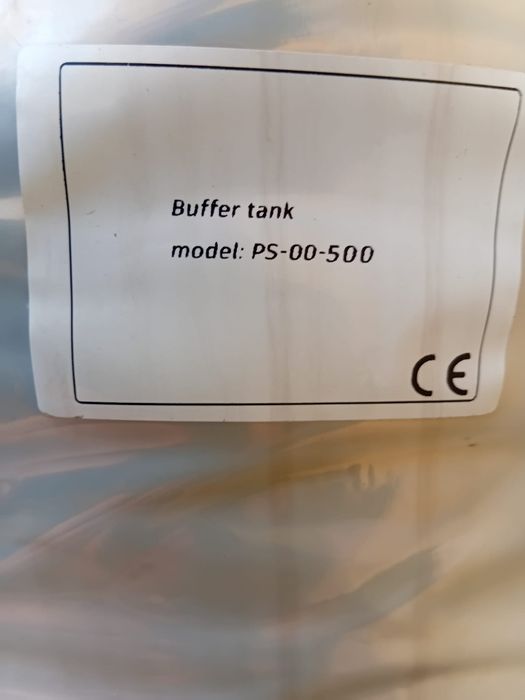 Buffer tank
model: PS-00-500
CE